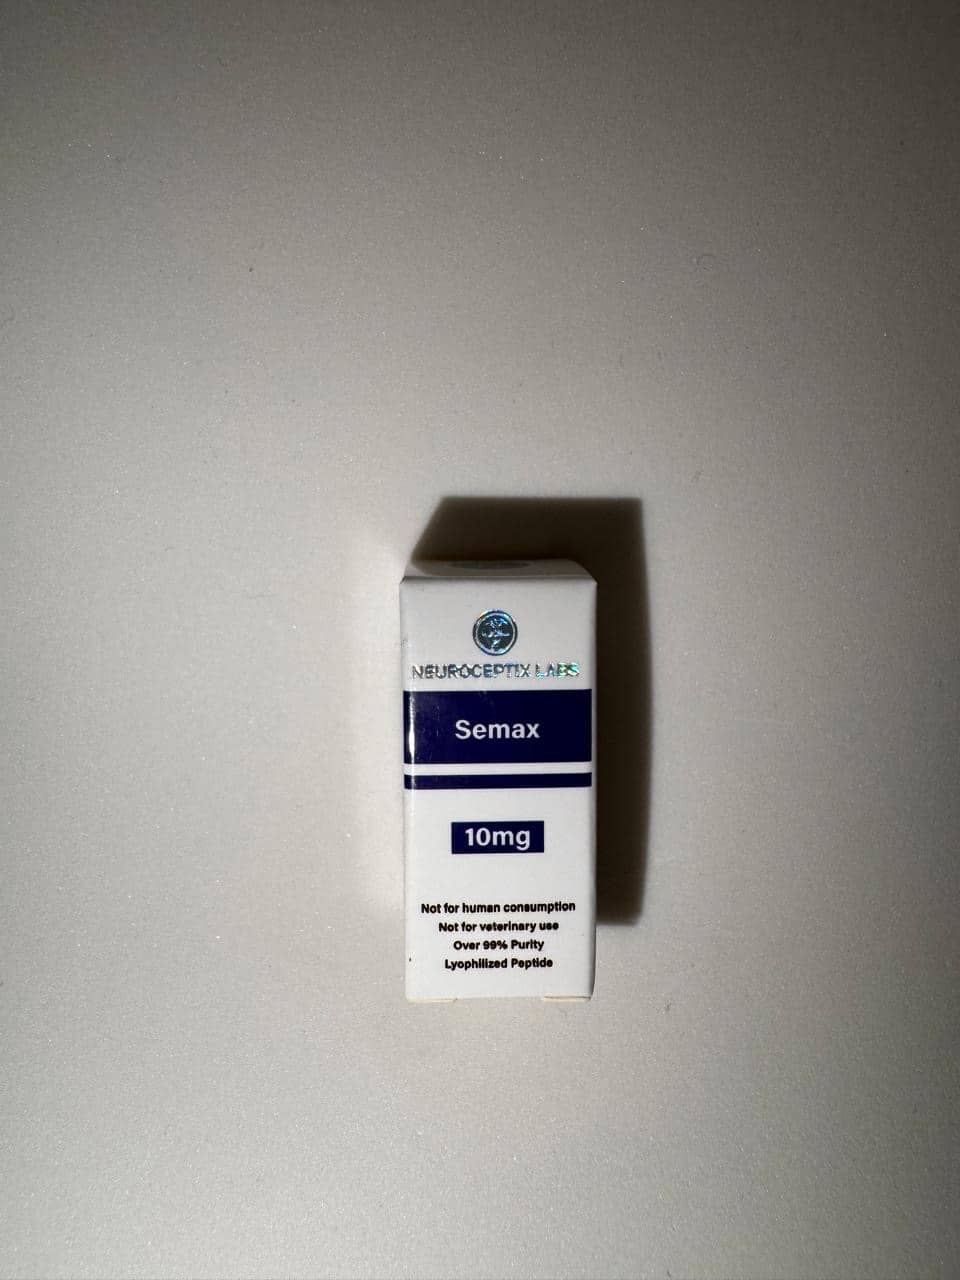 NEUROCEPTIX LABS
Semax
10mg
Not for human consumption
Not for veterinary use
Over 99% Purity
Lyophilized Peptide